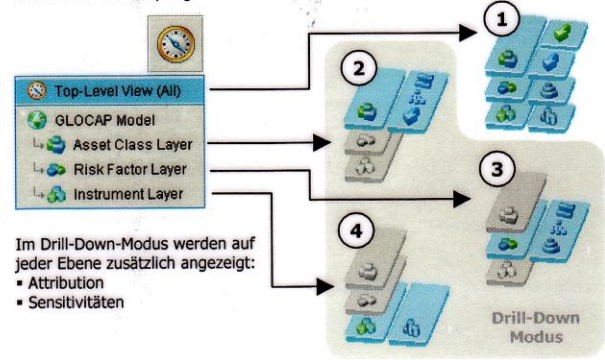 1
2
Top-Level View (All)
GLOCAP Model
Asset Class Layer
Risk Factor Layer
3
Instrument Layer
4
Im Drill-Down-Modus werden auf
jeder Ebene zusätzlich angezeigt:
▪ Attribution
▪ Sensitivitäten
Drill-Down
Modus